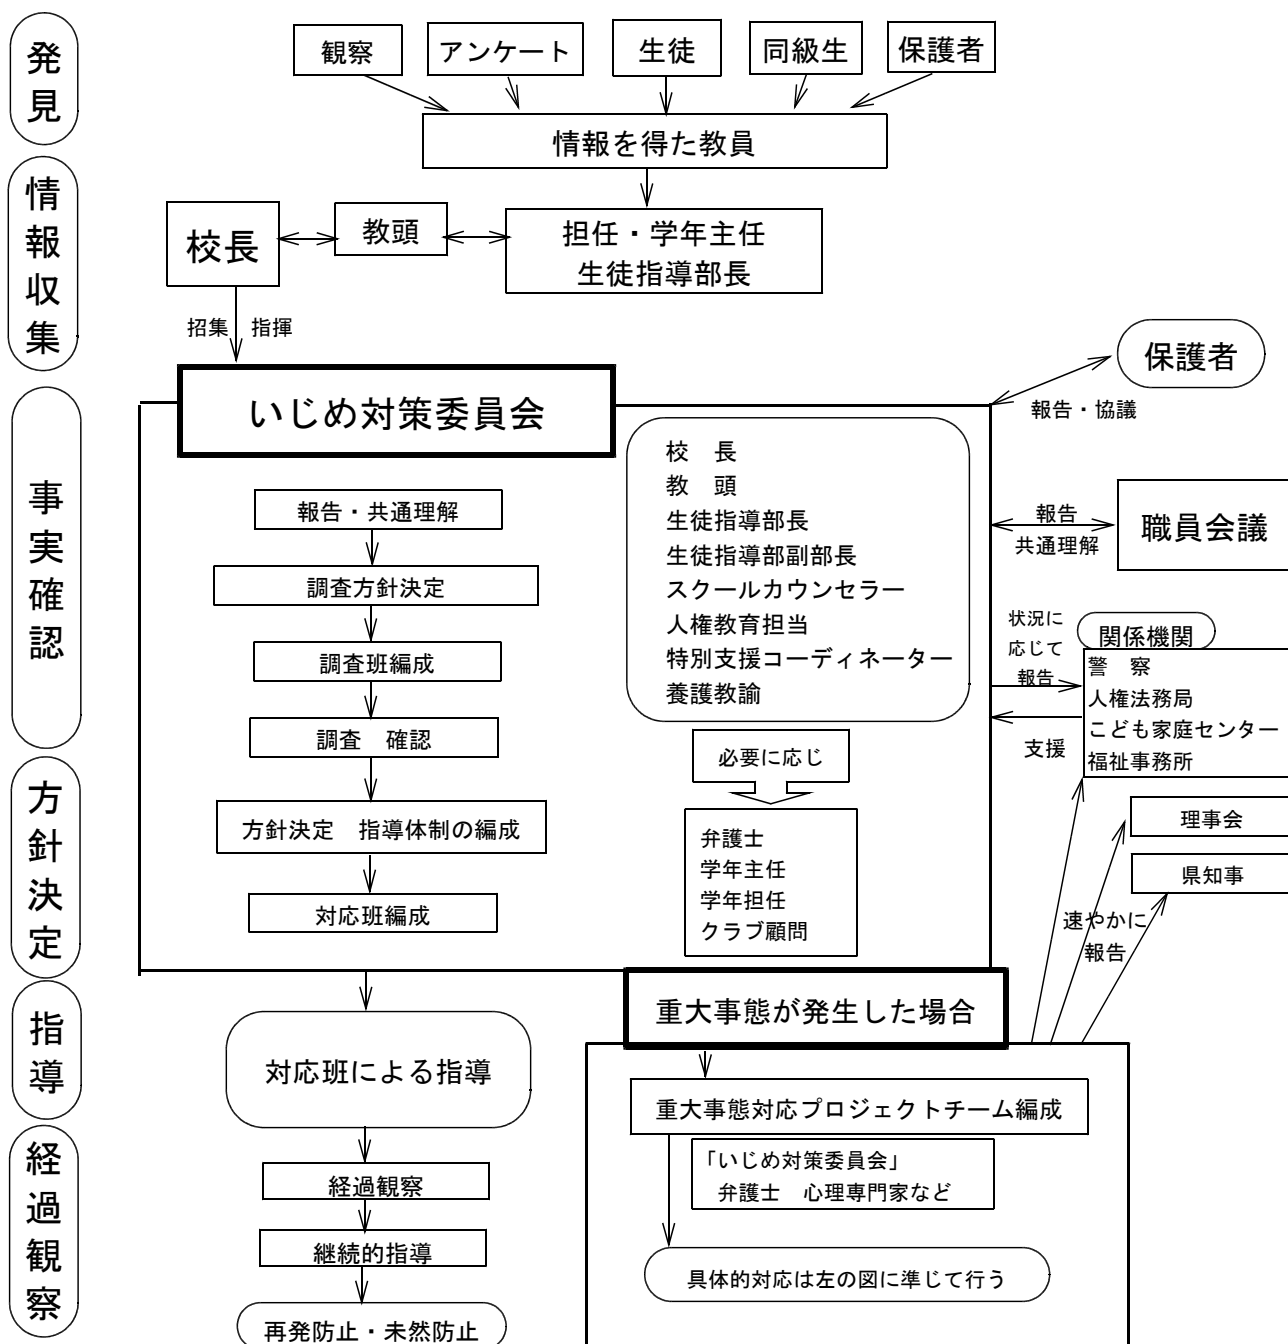 発見
観察
アンケート
生徒
同級生
保護者
情報を得た教員
情報収集
校長
教頭
担任・学年主任
生徒指導部長
招集
指揮
保護者
報告・協議
いじめ対策委員会
事実確認
報告・共通理解
調査方針決定
調査班編成
調査　確認
校　長
教　頭
生徒指導部長
生徒指導部副部長
スクールカウンセラー
人権教育担当
特別支援コーディネーター
養護教諭
報告
共通理解
職員会議
状況に
応じて
報告
支援
関係機関
警　察
人権法務局
こども家庭センター
福祉事務所
必要に応じ
弁護士
学年主任
学年担任
クラブ顧問
方針決定
方針決定　指導体制の編成
対応班編成
理事会
県知事
速やかに
報告
指導
対応班による指導
重大事態が発生した場合
重大事態対応プロジェクトチーム編成
「いじめ対策委員会」
弁護士　心理専門家など
具体的対応は左の図に準じて行う
経過観察
経過観察
継続的指導
再発防止・未然防止